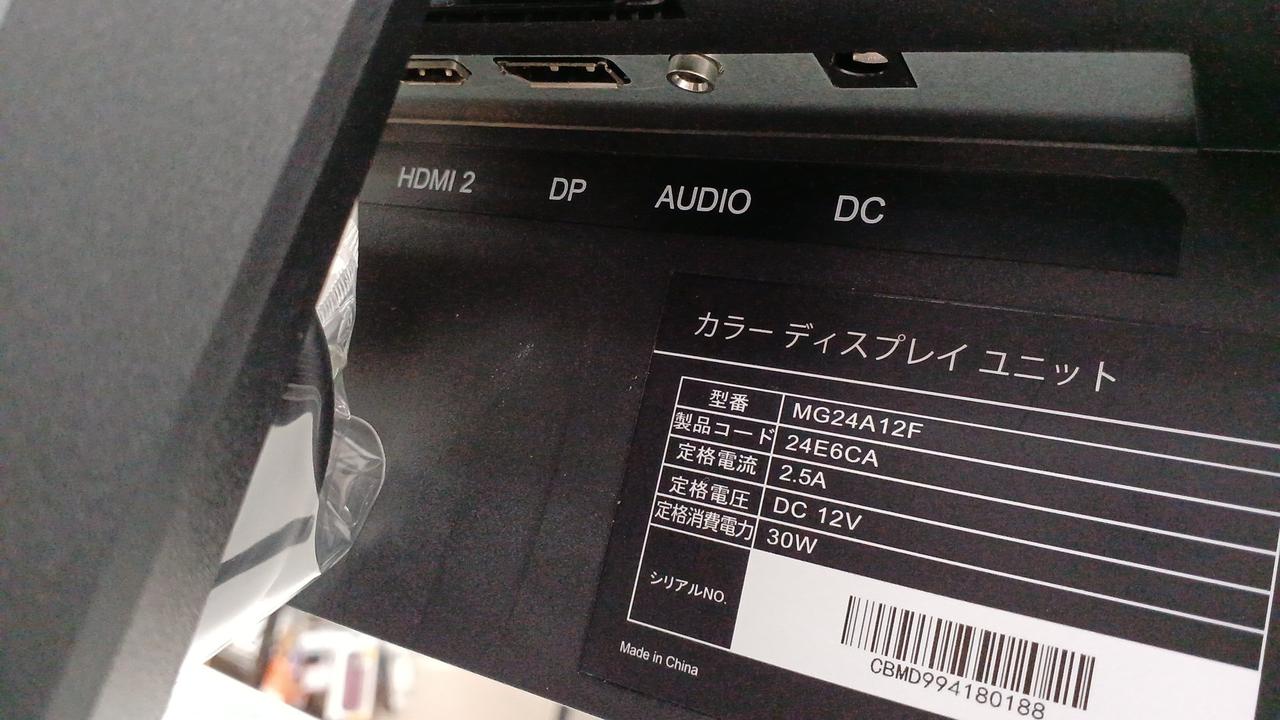 HDMI 2 DP AUDIO DC
カラー ディスプレイ ユニット
型番 MG24A12F
製品コード 24E6CA
定格電流 2.5A
定格電圧 DC 12V
定格消費電力 30W
シリアルNO.
CBMD994180188
Made in China